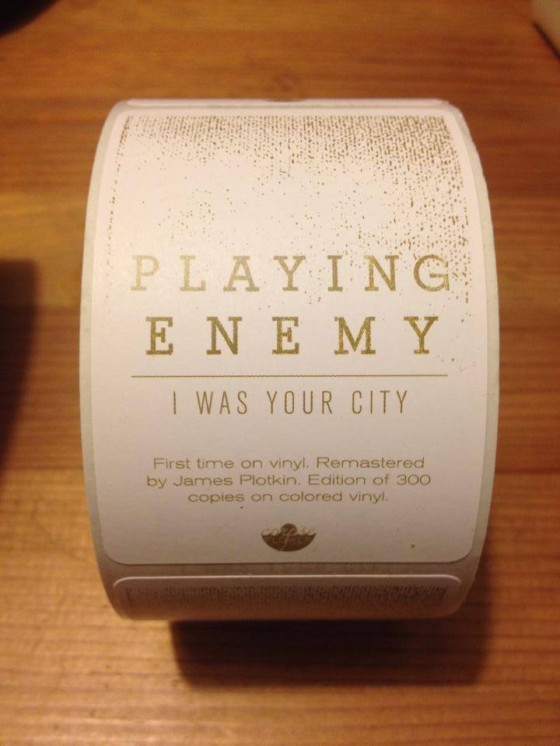 PLAYING
ENEMY
I WAS YOUR CITY
First time on vinyl. Remastered
by James Plotkin. Edition of 300
copies on colored vinyl.